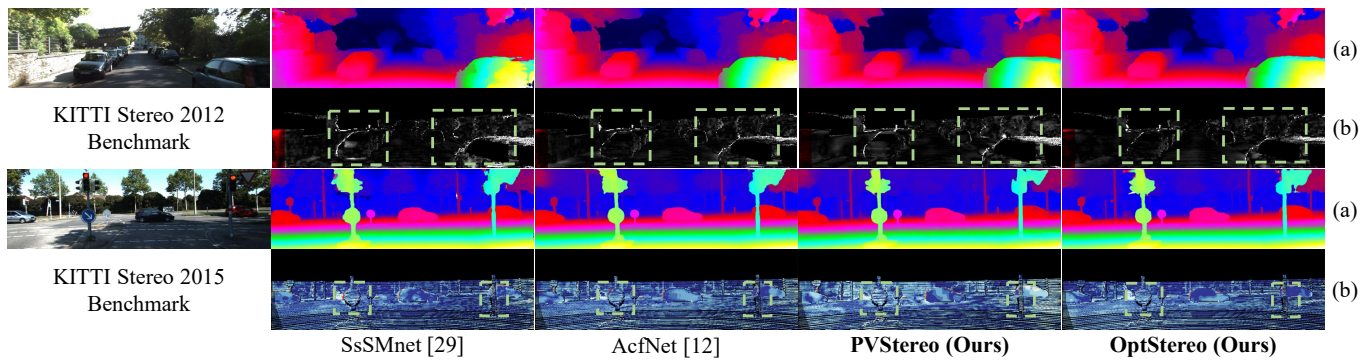 (a)
KITTI Stereo 2012
Benchmark
(b)
(a)
KITTI Stereo 2015
Benchmark
(b)
SsSMnet [29]
AcfNet [12]
PVStereo (Ours)
OptStereo (Ours)